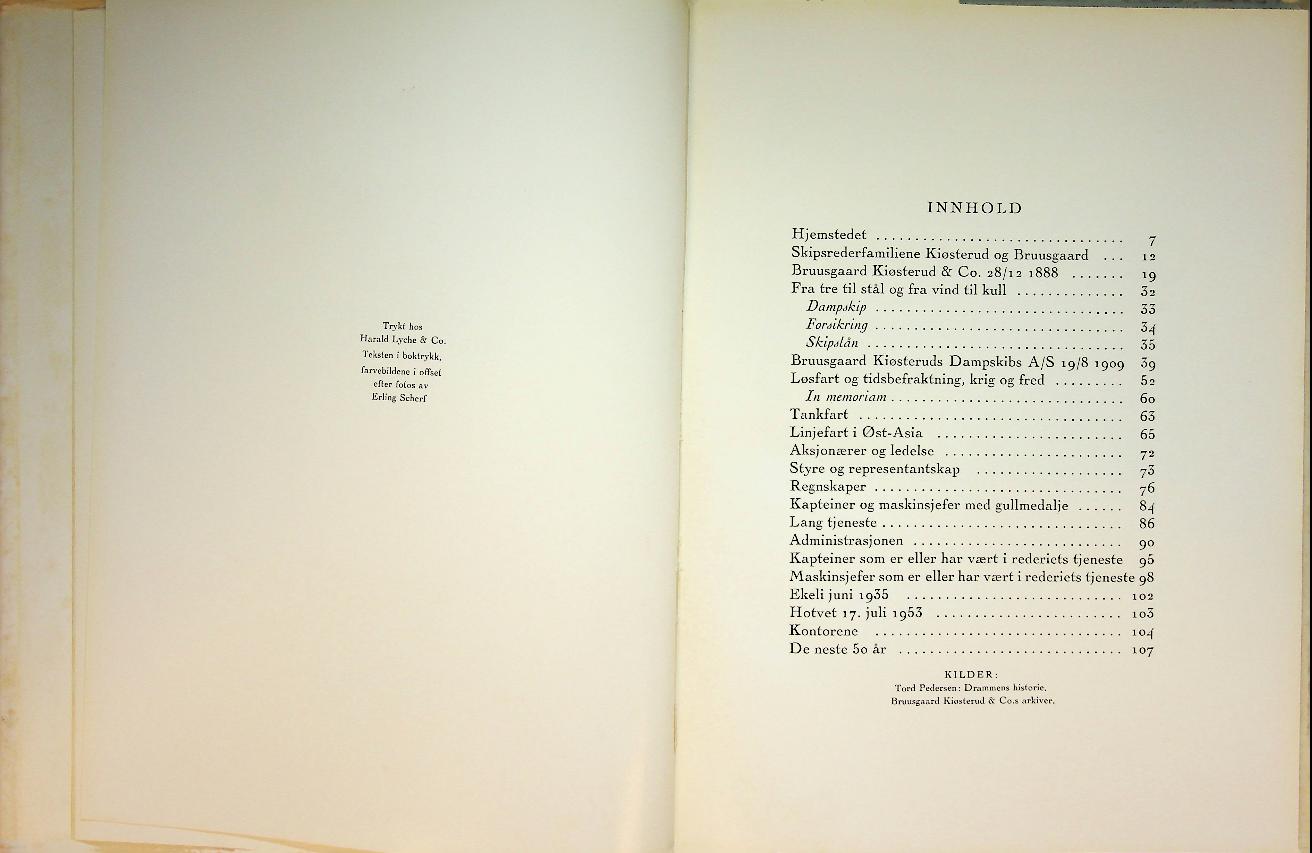 Trykt hos
Harald Lyche & Co.
Teksten i boktrykk,
farvebildene i offset
efter fotos av
Erling Scherf
INNHOLD
Hjemstedet ................................ 7
Skipsrederfamiliene Kiøsterud og Bruusgaard ... 12
Bruusgaard Kiøsterud & Co. 28/12 1888 ....... 19
Fra tre til stål og fra vind til kull .............. 32
Dampskip ................................ 33
Forsikring ................................ 34
Skipslån ................................. 35
Bruusgaard Kiøsteruds Dampskibs A/S 19/8 1909 39
Løsfart og tidsbefraktning, krig og fred ......... 52
In memoriam .............................. 60
Tankfart .................................. 63
Linjefart i Øst-Asia ........................ 65
Aksjonærer og ledelse ....................... 72
Styre og representantskap ................... 73
Regnskaper ................................ 76
Kapteiner og maskinsjefer med gullmedalje ...... 84
Lang tjeneste ............................... 86
Administrasjonen ........................... 90
Kapteiner som er eller har vært i rederiets tjeneste 95
Maskinsjefer som er eller har vært i rederiets tjeneste 98
Ekeli juni 1935 ............................ 102
Hotvet 17. juli 1953 ........................ 103
Kontorene ................................ 104
De neste 50 år ............................. 107
KILDER:
Tord Pedersen: Drammens historie.
Bruusgaard Kiøsterud & Co.s arkiver.